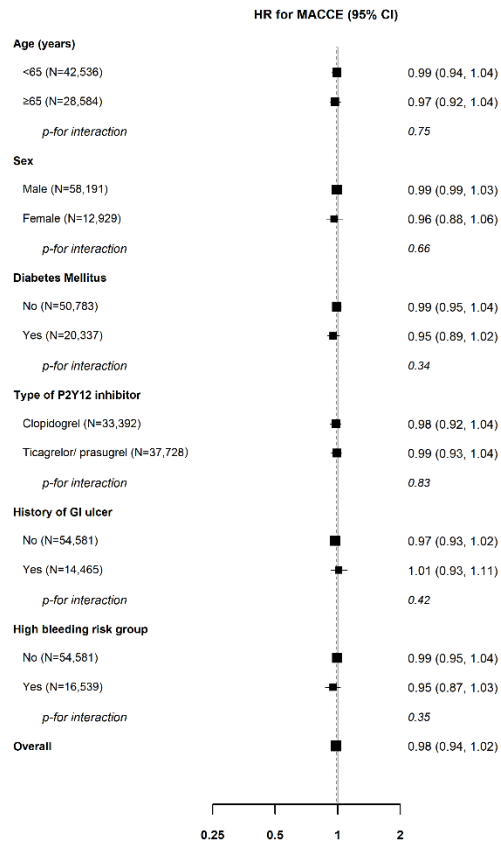 HR for MACCE (95% CI)
Age (years)
<65 (N=42,536) 0.99 (0.94, 1.04)
≥65 (N=28,584) 0.97 (0.92, 1.04)
p-for interaction 0.75
Sex
Male (N=58,191) 0.99 (0.99, 1.03)
Female (N=12,929) 0.96 (0.88, 1.06)
p-for interaction 0.66
Diabetes Mellitus
No (N=50,783) 0.99 (0.95, 1.04)
Yes (N=20,337) 0.95 (0.89, 1.02)
p-for interaction 0.34
Type of P2Y12 inhibitor
Clopidogrel (N=33,392) 0.98 (0.92, 1.04)
Ticagrelor/ prasugrel (N=37,728) 0.99 (0.93, 1.04)
p-for interaction 0.83
History of GI ulcer
No (N=54,581) 0.97 (0.93, 1.02)
Yes (N=14,465) 1.01 (0.93, 1.11)
p-for interaction 0.42
High bleeding risk group
No (N=54,581) 0.99 (0.95, 1.04)
Yes (N=16,539) 0.95 (0.87, 1.03)
p-for interaction 0.35
Overall 0.98 (0.94, 1.02)
0.25 0.5 1 2